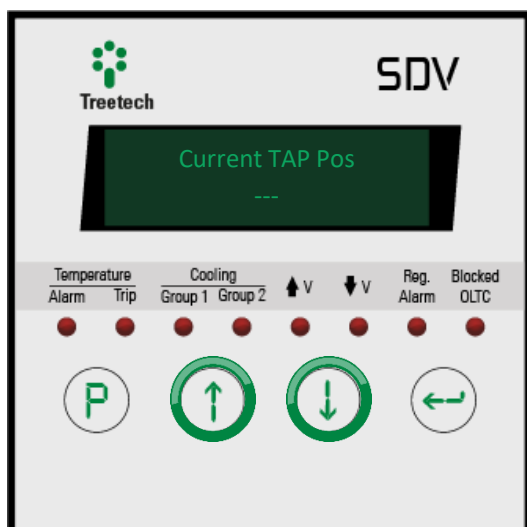 Treetech
SDV
Current TAP Pos
---
Temperature
Cooling
Alarm Trip
Group 1 Group 2
V
V
Reg.
Alarm
Blocked
OLTC
P